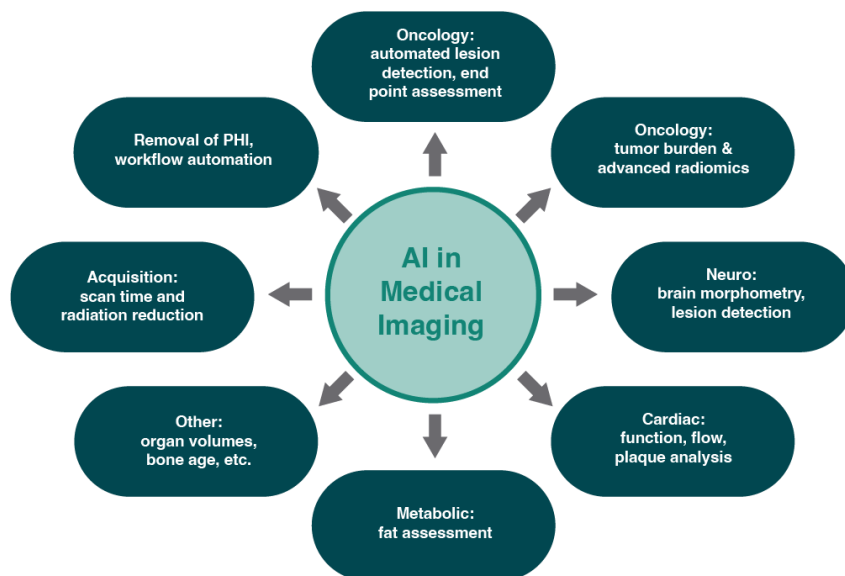 Oncology:
automated lesion
detection, end
point assessment
Oncology:
tumor burden &
advanced radiomics
Neuro:
brain morphometry,
lesion detection
Cardiac:
function, flow,
plaque analysis
Metabolic:
fat assessment
Other:
organ volumes,
bone age, etc.
Acquisition:
scan time and
radiation reduction
Removal of PHI,
workflow automation
AI in
Medical
Imaging